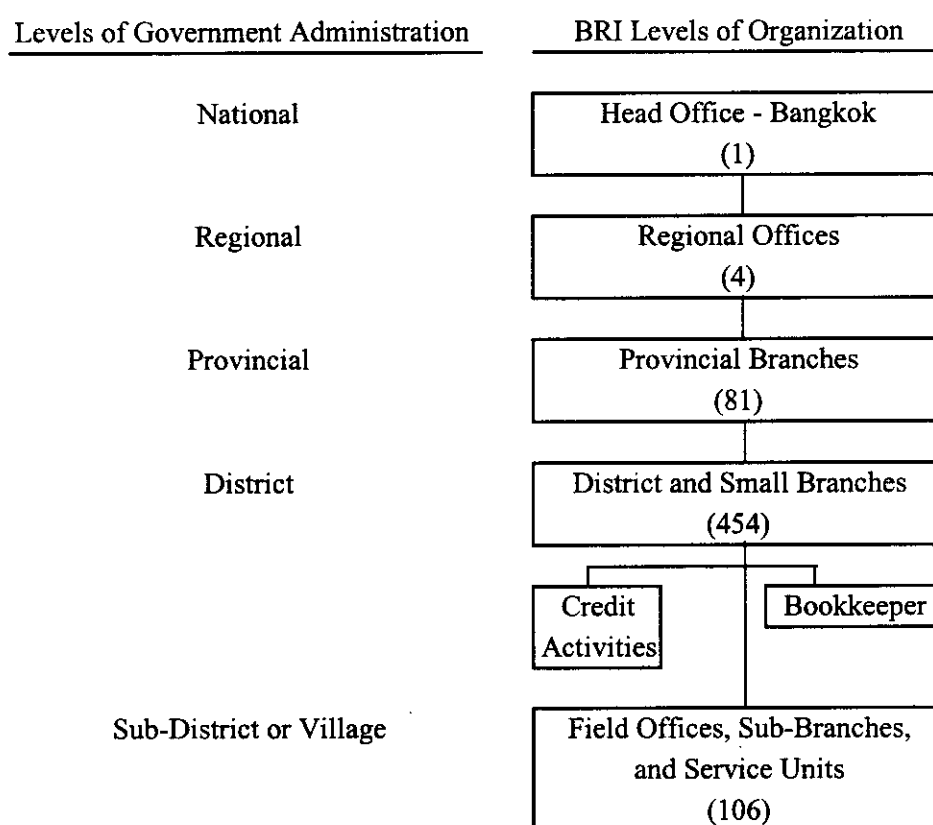 Levels of Government Administration
BRI Levels of Organization
National
Head Office - Bangkok
(1)
Regional
Regional Offices
(4)
Provincial
Provincial Branches
(81)
District
District and Small Branches
(454)
Credit
Activities
Bookkeeper
Sub-District or Village
Field Offices, Sub-Branches,
and Service Units
(106)